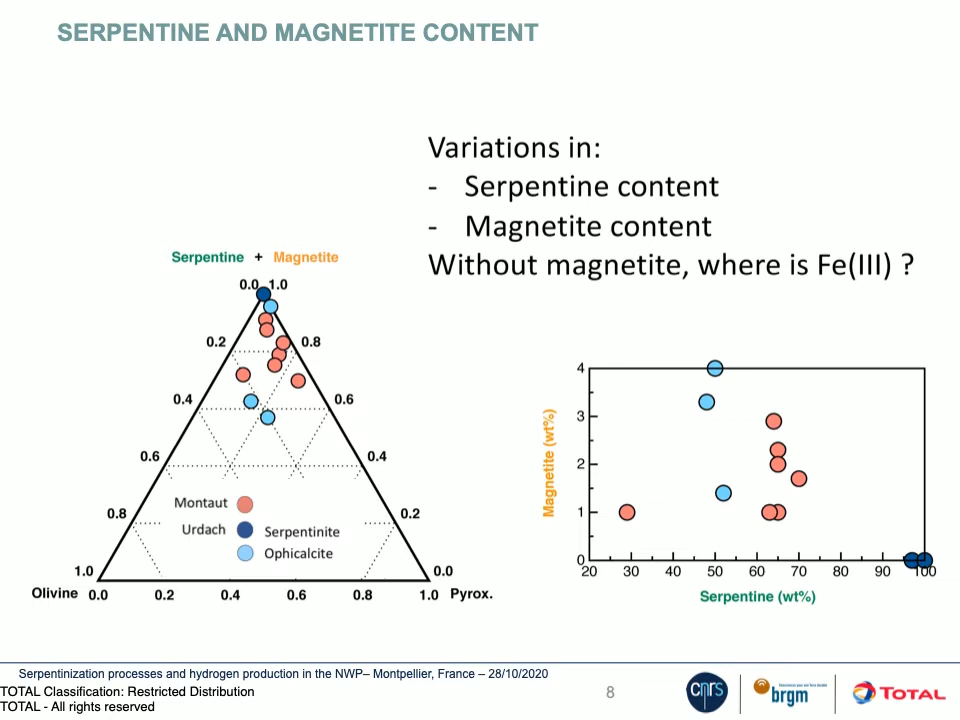 SERPENTINE AND MAGNETITE CONTENT
Variations in:
- Serpentine content
- Magnetite content
Without magnetite, where is Fe(III) ?
Serpentine + Magnetite
0.0 1.0
0.2 0.8
0.4 0.6
0.6 0.4
0.8 0.2
1.0 0.0
Olivine 0.0 0.2 0.4 0.6 0.8 1.0 Pyrox.
Montaut
Urdach Serpentinite
Ophicalcite
Magnetite (wt%)
4
3
2
1
0
20 30 40 50 60 70 80 90 100
Serpentine (wt%)
Serpentinization processes and hydrogen production in the NWP– Montpellier, France – 28/10/2020
TOTAL Classification: Restricted Distribution
TOTAL - All rights reserved
8
cnrs
brgm
TOTAL